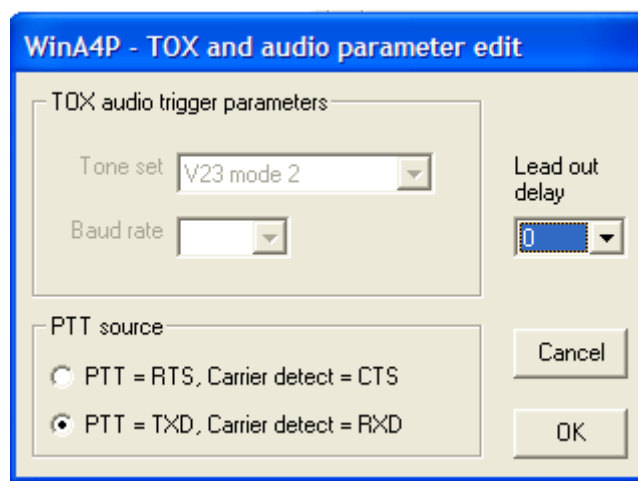 WinA4P - TOX and audio parameter edit
TOX audio trigger parameters
Tone set
V23 mode 2
Baud rate
Lead out
delay
0
PTT source
PTT = RTS, Carrier detect = CTS
PTT = TXD, Carrier detect = RXD
Cancel
OK